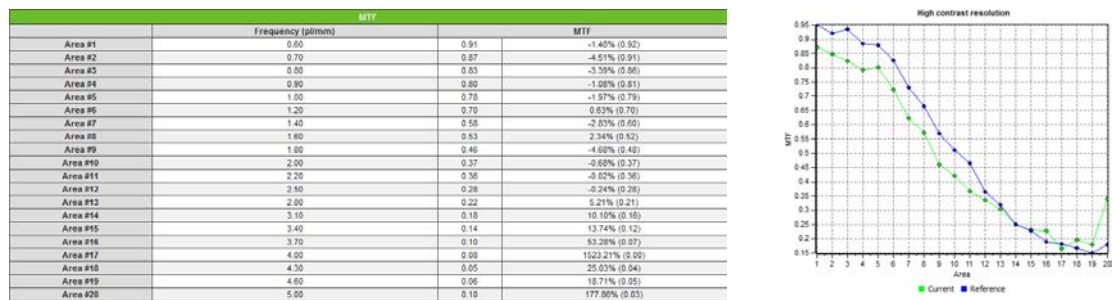 MTF
Frequency (pl/mm) MTF
Area #1 0.60 0.91 -1.48% (0.92)
Area #2 0.70 0.87 -4.51% (0.91)
Area #3 0.80 0.83 -3.39% (0.86)
Area #4 0.90 0.80 -1.08% (0.81)
Area #5 1.00 0.78 -1.97% (0.79)
Area #6 1.20 0.70 0.63% (0.70)
Area #7 1.40 0.58 -2.83% (0.60)
Area #8 1.60 0.53 2.34% (0.52)
Area #9 1.80 0.46 -4.68% (0.48)
Area #10 2.00 0.37 -0.68% (0.37)
Area #11 2.20 0.36 -0.02% (0.36)
Area #12 2.50 0.28 -0.24% (0.28)
Area #13 2.80 0.22 5.21% (0.21)
Area #14 3.10 0.18 10.10% (0.16)
Area #15 3.40 0.14 13.74% (0.12)
Area #16 3.70 0.10 53.28% (0.07)
Area #17 4.00 0.08 1523.21% (0.00)
Area #18 4.30 0.05 25.03% (0.04)
Area #19 4.60 0.06 18.71% (0.05)
Area #20 5.00 0.10 177.86% (0.03)
High contrast resolution
0.95
0.9
0.85
0.8
0.75
0.7
0.65
0.6
0.55
0.5
0.45
0.4
0.35
0.3
0.25
0.2
0.15
MTF
1 2 3 4 5 6 7 8 9 10 11 12 13 14 15 16 17 18 19 20
Area
Current Reference